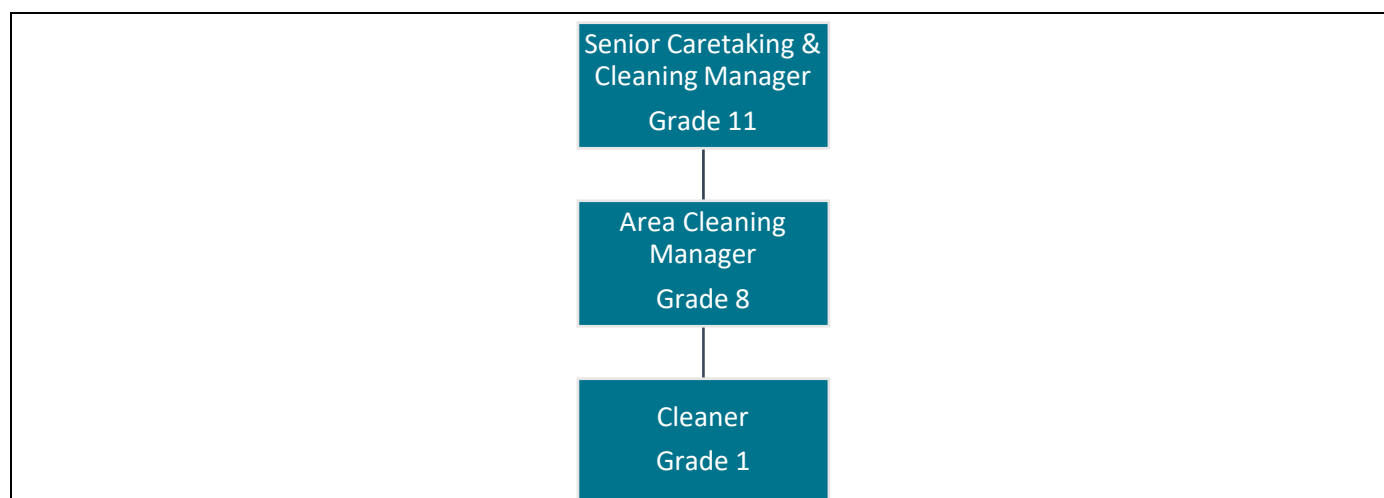 Senior Caretaking &
Cleaning Manager
Grade 11
Area Cleaning
Manager
Grade 8
Cleaner
Grade 1